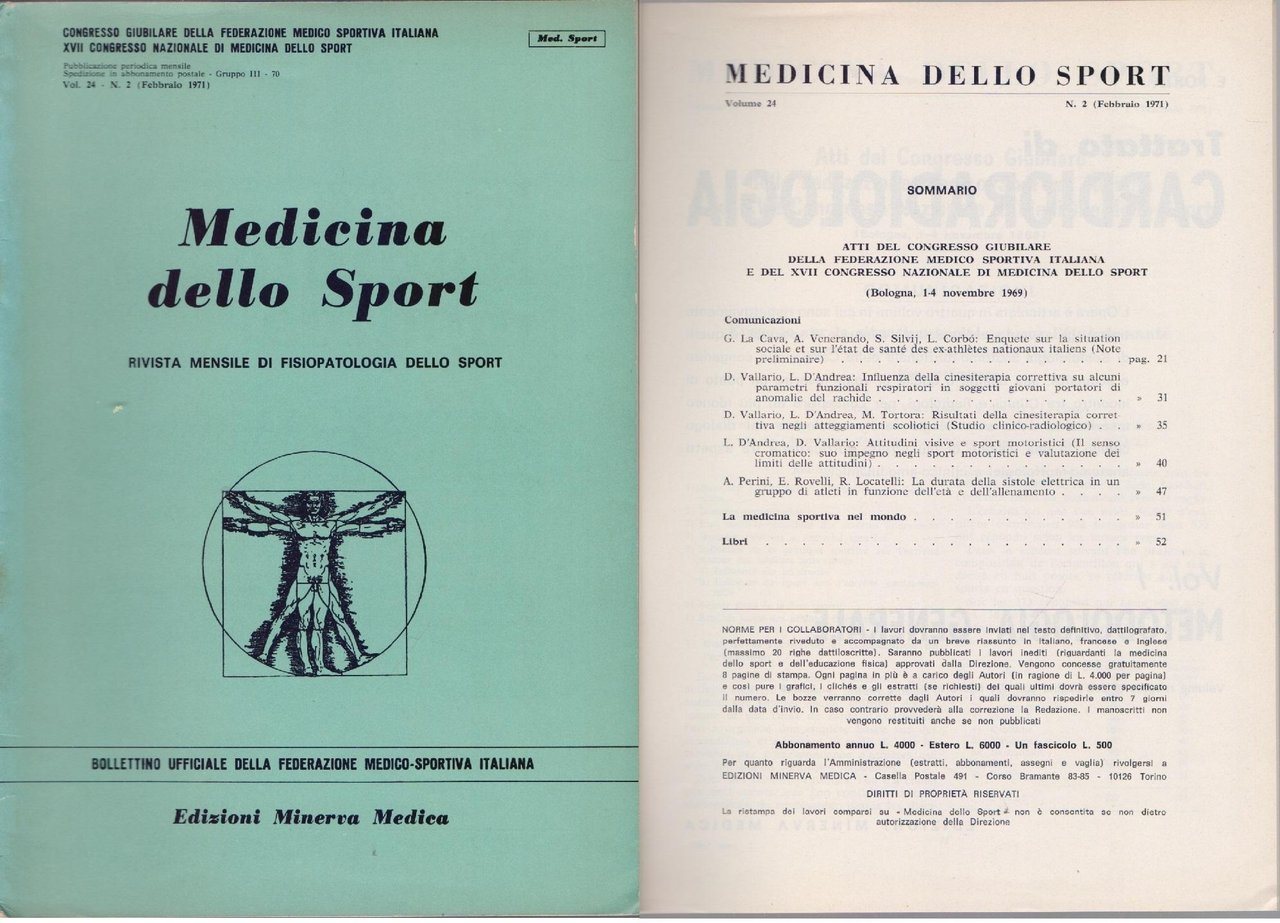 CONGRESSO GIUBILARE DELLA FEDERAZIONE MEDICO SPORTIVA ITALIANA
XVII CONGRESSO NAZIONALE DI MEDICINA DELLO SPORT
Med. Sport
Pubblicazione periodica mensile
Spedizione in abbonamento postale - Gruppo III - 70
Vol. 24 - N. 2 (Febbraio 1971)
Medicina
dello Sport
RIVISTA MENSILE DI FISIOPATOLOGIA DELLO SPORT
BOLLETTINO UFFICIALE DELLA FEDERAZIONE MEDICO-SPORTIVA ITALIANA
Edizioni Minerva Medica
MEDICINA DELLO SPORT
Volume 24 N. 2 (Febbraio 1971)
SOMMARIO
ATTI DEL CONGRESSO GIUBILARE
DELLA FEDERAZIONE MEDICO SPORTIVA ITALIANA
E DEL XVII CONGRESSO NAZIONALE DI MEDICINA DELLO SPORT
(Bologna, 1-4 novembre 1969)
Comunicazioni
G. La Cava, A. Venerando, S. Silvij, L. Corbó: Enquete sur la situation
sociale et sur l'état de santé des ex-athlètes nationaux italiens (Note
preliminaire) . . . . . . . . . . . . . . pag. 21
D. Vallario, L. D'Andrea: Influenza della cinesiterapia correttiva su alcuni
parametri funzionali respiratori in soggetti giovani portatori di
anomalie del rachide . . . . . . . . . . . . . » 31
D. Vallario, L. D'Andrea, M. Tortora: Risultati della cinesiterapia corret-
tiva negli atteggiamenti scoliotici (Studio clinico-radiologico) . . » 35
L. D'Andrea, D. Vallario: Attitudini visive e sport motoristici (Il senso
cromatico: suo impegno negli sport motoristici e valutazione dei
limiti delle attitudini) . . . . . . . . . . . . . » 40
A. Perini, E. Rovelli, R. Locatelli: La durata della sistole elettrica in un
gruppo di atleti in funzione dell'età e dell'allenamento . . . . » 47
La medicina sportiva nel mondo . . . . . . . . . . . » 51
Libri . . . . . . . . . . . . . . . . . . » 52
NORME PER I COLLABORATORI - I lavori dovranno essere inviati nel testo definitivo, dattilografato,
perfettamente riveduto e accompagnato da un breve riassunto in italiano, francese e inglese
(massimo 20 righe dattiloscritte). Saranno pubblicati i lavori inediti (riguardanti la medicina
dello sport e dell'educazione fisica) approvati dalla Direzione. Vengono concesse gratuitamente
8 pagine di stampa. Ogni pagina in più è a carico degli Autori (in ragione di L. 4.000 per pagina)
e così pure i grafici, i clichés e gli estratti (se richiesti) dei quali ultimi dovrà essere specificato
il numero. Le bozze verranno corrette dagli Autori i quali dovranno rispedirle entro 7 giorni
dalla data d'invio. In caso contrario provvederà alla correzione la Redazione. I manoscritti non
vengono restituiti anche se non pubblicati
Abbonamento annuo L. 4000 - Estero L. 6000 - Un fascicolo L. 500
Per quanto riguarda l'Amministrazione (estratti, abbonamenti, assegni e vaglia) rivolgersi a
EDIZIONI MINERVA MEDICA - Casella Postale 491 - Corso Bramante 83-85 - 10126 Torino
DIRITTI DI PROPRIETÀ RISERVATI
La ristampa dei lavori comparsi su « Medicina dello Sport » non è consentita se non dietro
autorizzazione della Direzione